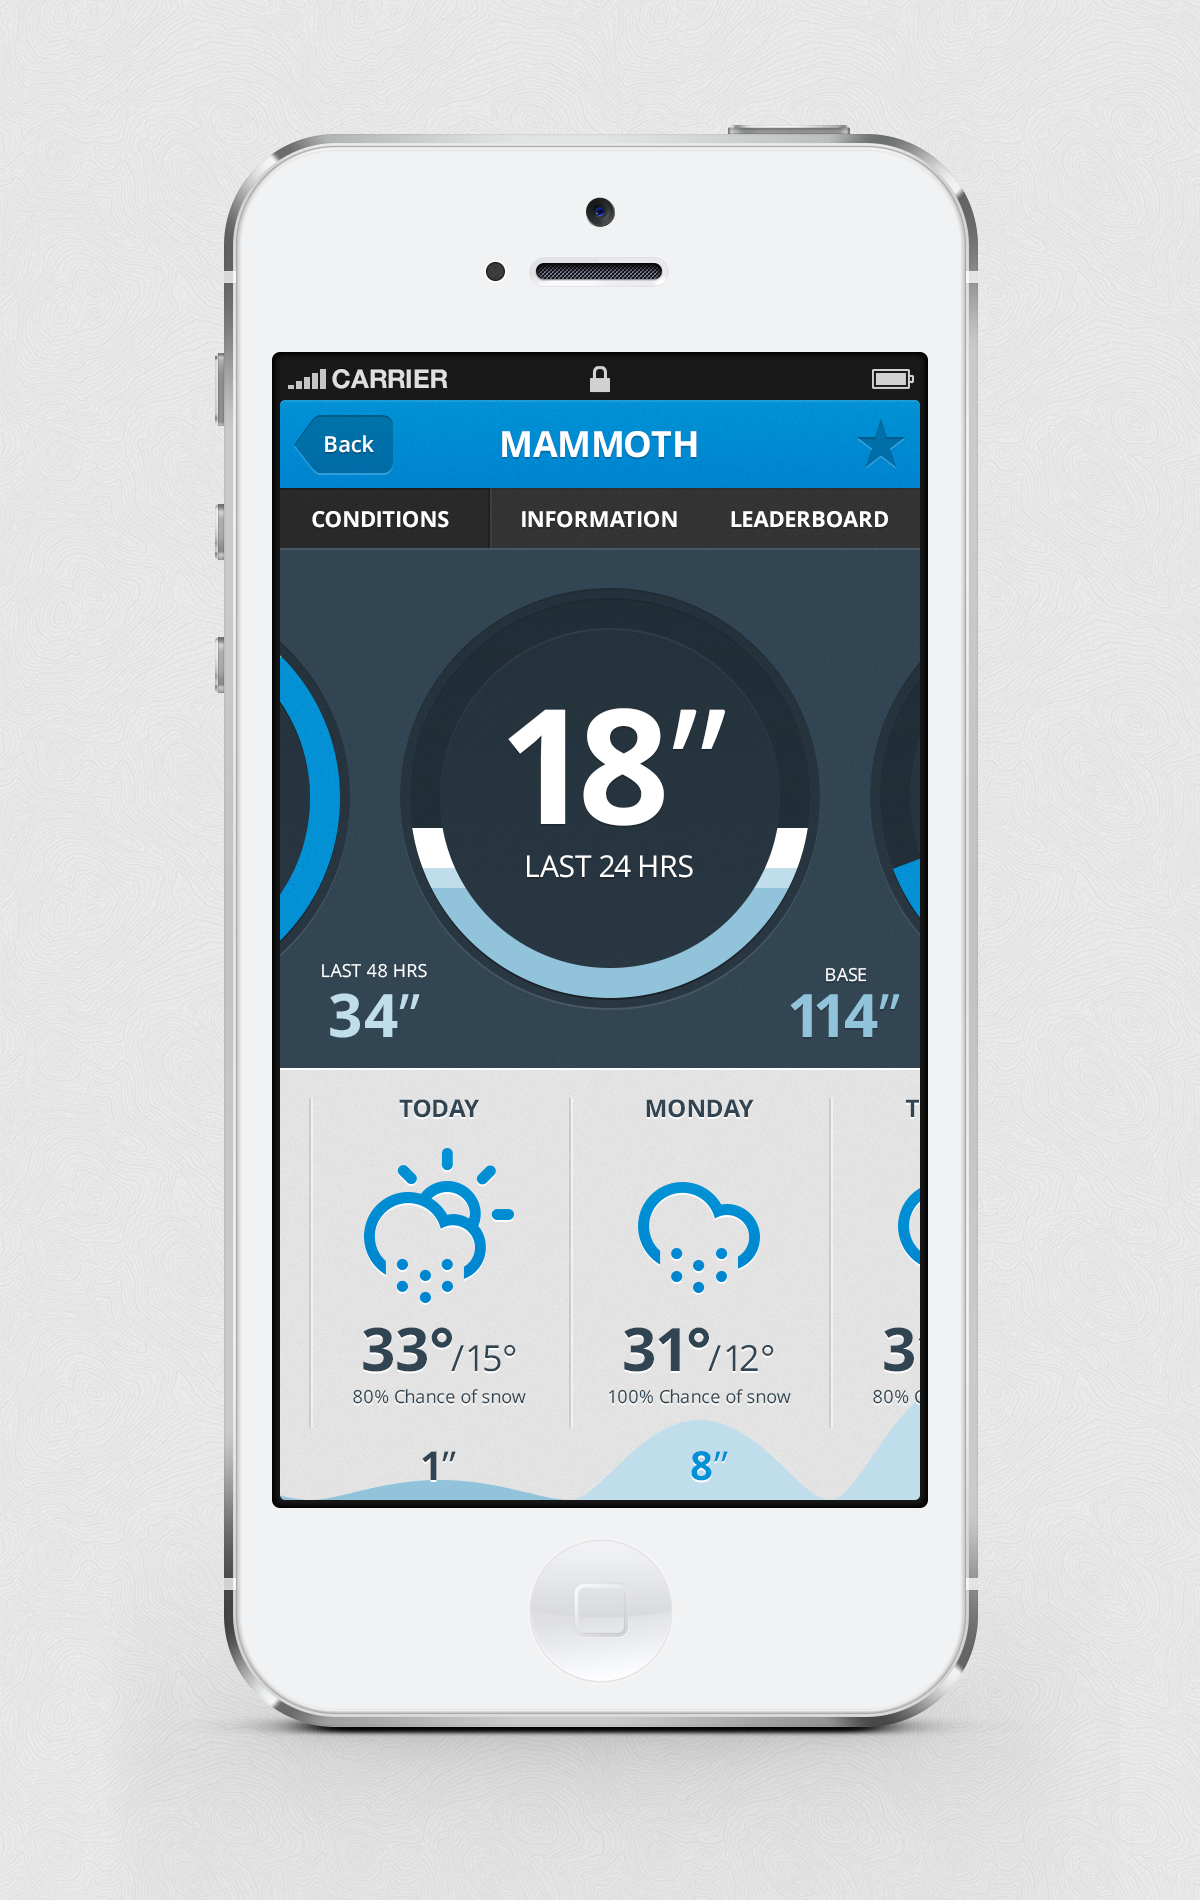 CARRIER
Back
MAMMOTH
CONDITIONS
INFORMATION
LEADERBOARD
18″
LAST 24 HRS
LAST 48 HRS
34″
BASE
114″
TODAY
MONDAY
T
33°/15°
31°/12°
3
80% Chance of snow
100% Chance of snow
80%
1″
8″